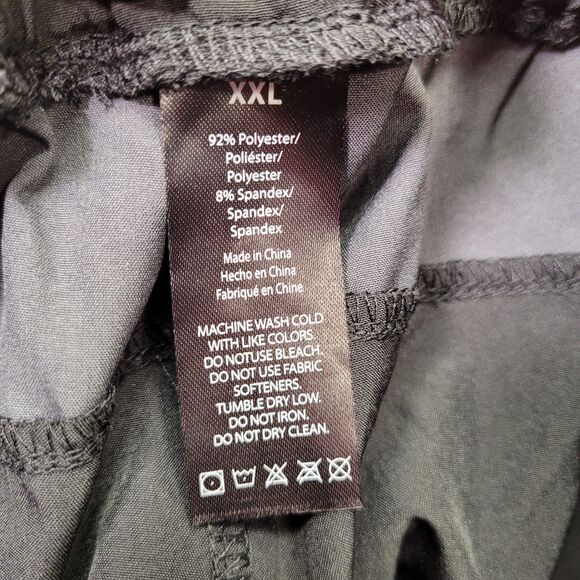 XXL
92% Polyester/
Poliéster/
Polyester
8% Spandex/
Spandex/
Spandex
Made in China
Hecho en China
Fabriqué en Chine
MACHINE WASH COLD
WITH LIKE COLORS.
DO NOTUSE BLEACH.
DO NOT USE FABRIC
SOFTENERS.
TUMBLE DRY LOW.
DO NOT IRON.
DO NOT DRY CLEAN.